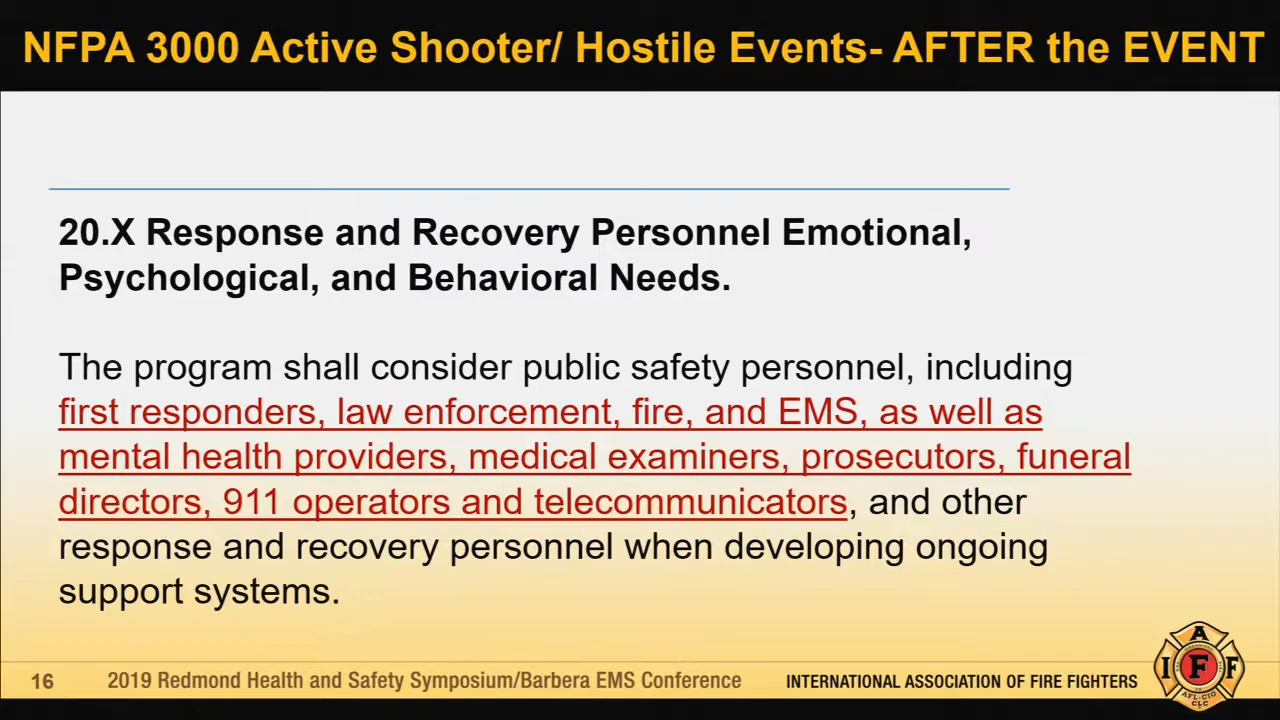 NFPA 3000 Active Shooter/ Hostile Events- AFTER the EVENT
20.X Response and Recovery Personnel Emotional,
Psychological, and Behavioral Needs.
The program shall consider public safety personnel, including
first responders, law enforcement, fire, and EMS, as well as
mental health providers, medical examiners, prosecutors, funeral
directors, 911 operators and telecommunicators, and other
response and recovery personnel when developing ongoing
support systems.
16 2019 Redmond Health and Safety Symposium/Barbera EMS Conference INTERNATIONAL ASSOCIATION OF FIRE FIGHTERS
A
I F F
AFL-CIO
CLC